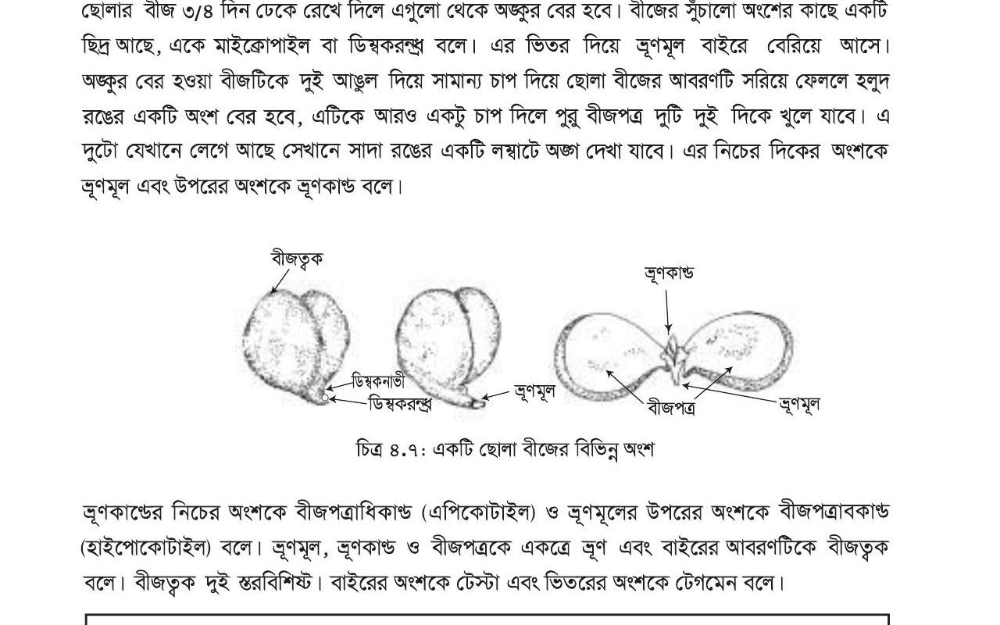 ছোলার বীজ ৩/৪ দিন ঢেকে রেখে দিলে এগুলো থেকে অঙ্কুর বের হবে। বীজের সুঁচালো অংশের কাছে একটি
ছিদ্র আছে, একে মাইক্রোপাইল বা ডিম্বকরন্ধ্র বলে। এর ভিতর দিয়ে ভ্রূণমূল বাইরে বেরিয়ে আসে।
অঙ্কুর বের হওয়া বীজটিকে দুই আঙুল দিয়ে সামান্য চাপ দিয়ে ছোলা বীজের আবরণটি সরিয়ে ফেললে হলুদ
রঙের একটি অংশ বের হবে, এটিকে আরও একটু চাপ দিলে পুরু বীজপত্র দুটি দুই দিকে খুলে যাবে। এ
দুটো যেখানে লেগে আছে সেখানে সাদা রঙের একটি লম্বাটে অঙ্গ দেখা যাবে। এর নিচের দিকের অংশকে
ভ্রূণমূল এবং উপরের অংশকে ভ্রূণকাণ্ড বলে।
বীজত্বক
ভ্রূণকাণ্ড
ডিম্বকনাভী
ডিম্বকরন্ধ্র
ভ্রূণমূল
বীজপত্র
ভ্রূণমূল
চিত্র ৪.৭: একটি ছোলা বীজের বিভিন্ন অংশ
ভ্রূণকাণ্ডের নিচের অংশকে বীজপত্রাধিকাণ্ড (এপিকোটাইল) ও ভ্রূণমূলের উপরের অংশকে বীজপত্রাবকাণ্ড
(হাইপোকোটাইল) বলে। ভ্রূণমূল, ভ্রূণকাণ্ড ও বীজপত্রকে একত্রে ভ্রূণ এবং বাইরের আবরণটিকে বীজত্বক
বলে। বীজত্বক দুই স্তরবিশিষ্ট। বাইরের অংশকে টেস্টা এবং ভিতরের অংশকে টেগমেন বলে।